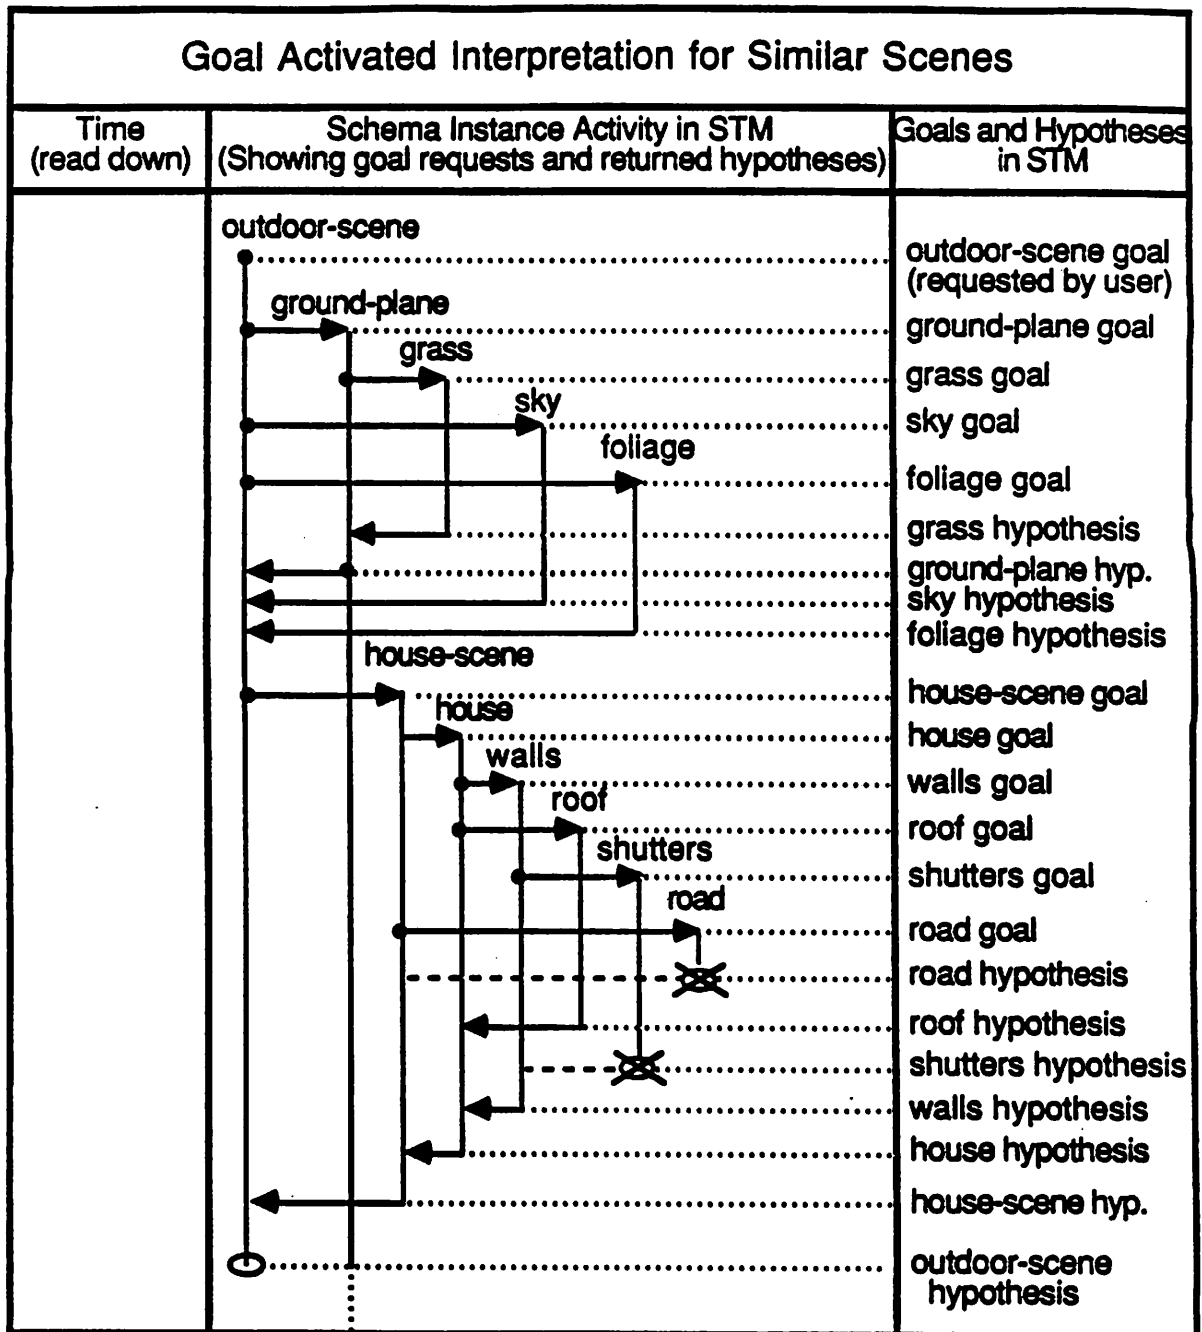 Goal Activated Interpretation for Similar Scenes
Time
(read down)
Schema Instance Activity in STM
(Showing goal requests and returned hypotheses)
Goals and Hypotheses
in STM
outdoor-scene
outdoor-scene goal
(requested by user)
ground-plane
ground-plane goal
grass
grass goal
sky
sky goal
foliage
foliage goal
grass hypothesis
ground-plane hyp.
sky hypothesis
foliage hypothesis
house-scene
house-scene goal
house
house goal
walls
walls goal
roof
roof goal
shutters
shutters goal
road
road goal
road hypothesis
roof hypothesis
shutters hypothesis
walls hypothesis
house hypothesis
house-scene hyp.
outdoor-scene
hypothesis